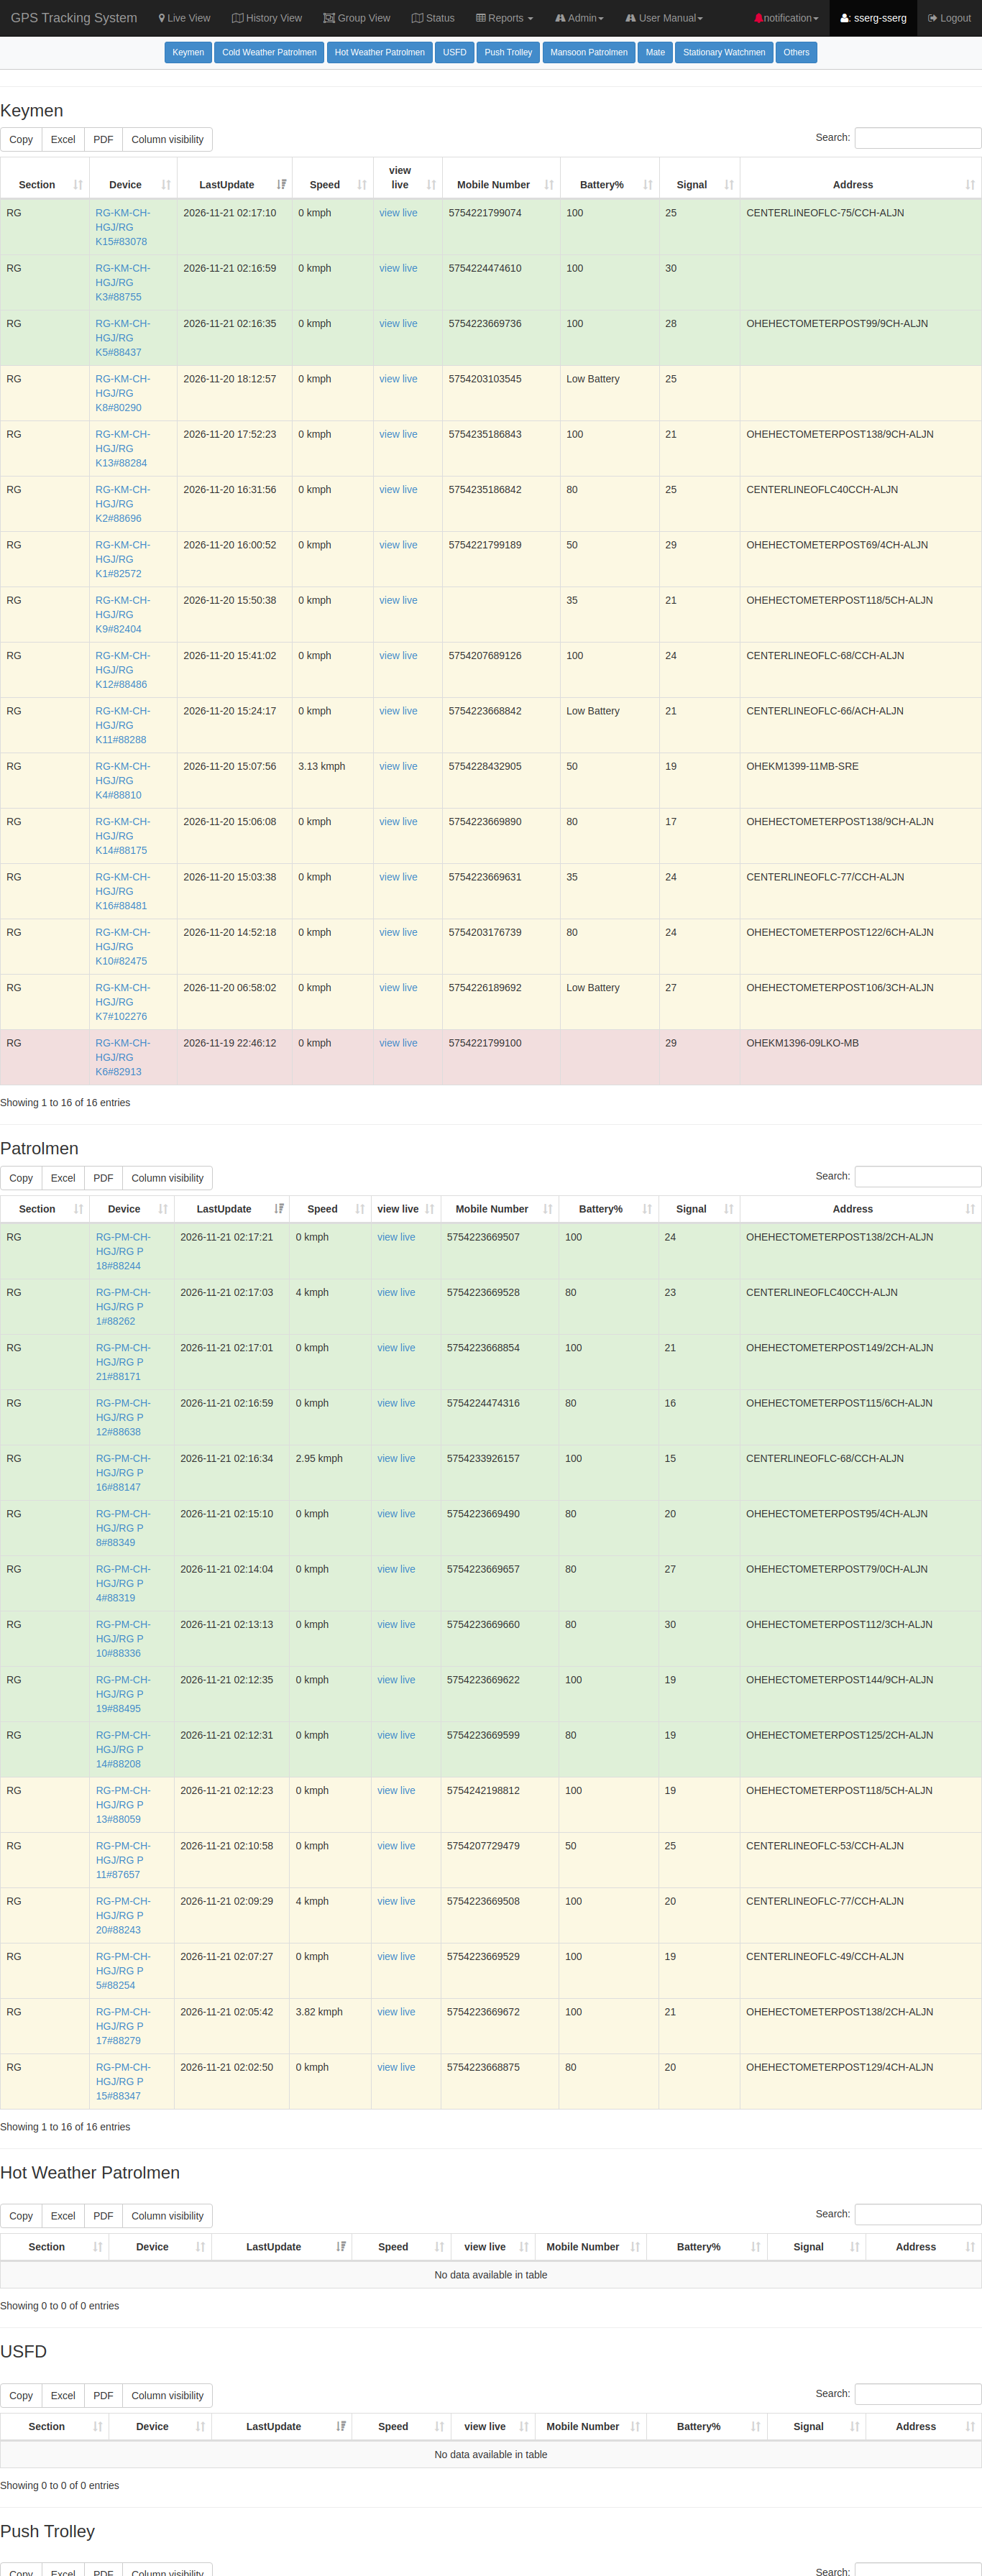 GPS Tracking System Live View History View Group View Status Reports Admin User Manual notification : sserg-sserg Logout
Keymen Cold Weather Patrolmen Hot Weather Patrolmen USFD Push Trolley Mansoon Patrolmen Mate Stationary Watchmen Others
Keymen
Copy Excel PDF Column visibility Search:
Section Device LastUpdate Speed view live Mobile Number Battery% Signal Address
RG RG-KM-CH-HGJ/RG K15#83078 2026-11-21 02:17:10 0 kmph view live 5754221799074 100 25 CENTERLINEOFLC-75/CCH-ALJN
RG RG-KM-CH-HGJ/RG K3#88755 2026-11-21 02:16:59 0 kmph view live 5754224474610 100 30
RG RG-KM-CH-HGJ/RG K5#88437 2026-11-21 02:16:35 0 kmph view live 5754223669736 100 28 OHEHECTOMETERPOST99/9CH-ALJN
RG RG-KM-CH-HGJ/RG K8#80290 2026-11-20 18:12:57 0 kmph view live 5754203103545 Low Battery 25
RG RG-KM-CH-HGJ/RG K13#88284 2026-11-20 17:52:23 0 kmph view live 5754235186843 100 21 OHEHECTOMETERPOST138/9CH-ALJN
RG RG-KM-CH-HGJ/RG K2#88696 2026-11-20 16:31:56 0 kmph view live 5754235186842 80 25 CENTERLINEOFLC40CCH-ALJN
RG RG-KM-CH-HGJ/RG K1#82572 2026-11-20 16:00:52 0 kmph view live 5754221799189 50 29 OHEHECTOMETERPOST69/4CH-ALJN
RG RG-KM-CH-HGJ/RG K9#82404 2026-11-20 15:50:38 0 kmph view live 35 21 OHEHECTOMETERPOST118/5CH-ALJN
RG RG-KM-CH-HGJ/RG K12#88486 2026-11-20 15:41:02 0 kmph view live 5754207689126 100 24 CENTERLINEOFLC-68/CCH-ALJN
RG RG-KM-CH-HGJ/RG K11#88288 2026-11-20 15:24:17 0 kmph view live 5754223668842 Low Battery 21 CENTERLINEOFLC-66/ACH-ALJN
RG RG-KM-CH-HGJ/RG K4#88810 2026-11-20 15:07:56 3.13 kmph view live 5754228432905 50 19 OHEKM1399-11MB-SRE
RG RG-KM-CH-HGJ/RG K14#88175 2026-11-20 15:06:08 0 kmph view live 5754223669890 80 17 OHEHECTOMETERPOST138/9CH-ALJN
RG RG-KM-CH-HGJ/RG K16#88481 2026-11-20 15:03:38 0 kmph view live 5754223669631 35 24 CENTERLINEOFLC-77/CCH-ALJN
RG RG-KM-CH-HGJ/RG K10#82475 2026-11-20 14:52:18 0 kmph view live 5754203176739 80 24 OHEHECTOMETERPOST122/6CH-ALJN
RG RG-KM-CH-HGJ/RG K7#102276 2026-11-20 06:58:02 0 kmph view live 5754226189692 Low Battery 27 OHEHECTOMETERPOST106/3CH-ALJN
RG RG-KM-CH-HGJ/RG K6#82913 2026-11-19 22:46:12 0 kmph view live 5754221799100 29 OHEKM1396-09LKO-MB
Showing 1 to 16 of 16 entries
Patrolmen
Copy Excel PDF Column visibility Search:
Section Device LastUpdate Speed view live Mobile Number Battery% Signal Address
RG RG-PM-CH-HGJ/RG P 18#88244 2026-11-21 02:17:21 0 kmph view live 5754223669507 100 24 OHEHECTOMETERPOST138/2CH-ALJN
RG RG-PM-CH-HGJ/RG P 1#88262 2026-11-21 02:17:03 4 kmph view live 5754223669528 80 23 CENTERLINEOFLC40CCH-ALJN
RG RG-PM-CH-HGJ/RG P 21#88171 2026-11-21 02:17:01 0 kmph view live 5754223668854 100 21 OHEHECTOMETERPOST149/2CH-ALJN
RG RG-PM-CH-HGJ/RG P 12#88638 2026-11-21 02:16:59 0 kmph view live 5754224474316 80 16 OHEHECTOMETERPOST115/6CH-ALJN
RG RG-PM-CH-HGJ/RG P 16#88147 2026-11-21 02:16:34 2.95 kmph view live 5754233926157 100 15 CENTERLINEOFLC-68/CCH-ALJN
RG RG-PM-CH-HGJ/RG P 8#88349 2026-11-21 02:15:10 0 kmph view live 5754223669490 80 20 OHEHECTOMETERPOST95/4CH-ALJN
RG RG-PM-CH-HGJ/RG P 4#88319 2026-11-21 02:14:04 0 kmph view live 5754223669657 80 27 OHEHECTOMETERPOST79/0CH-ALJN
RG RG-PM-CH-HGJ/RG P 10#88336 2026-11-21 02:13:13 0 kmph view live 5754223669660 80 30 OHEHECTOMETERPOST112/3CH-ALJN
RG RG-PM-CH-HGJ/RG P 19#88495 2026-11-21 02:12:35 0 kmph view live 5754223669622 100 19 OHEHECTOMETERPOST144/9CH-ALJN
RG RG-PM-CH-HGJ/RG P 14#88208 2026-11-21 02:12:31 0 kmph view live 5754223669599 80 19 OHEHECTOMETERPOST125/2CH-ALJN
RG RG-PM-CH-HGJ/RG P 13#88059 2026-11-21 02:12:23 0 kmph view live 5754242198812 100 19 OHEHECTOMETERPOST118/5CH-ALJN
RG RG-PM-CH-HGJ/RG P 11#87657 2026-11-21 02:10:58 0 kmph view live 5754207729479 50 25 CENTERLINEOFLC-53/CCH-ALJN
RG RG-PM-CH-HGJ/RG P 20#88243 2026-11-21 02:09:29 4 kmph view live 5754223669508 100 20 CENTERLINEOFLC-77/CCH-ALJN
RG RG-PM-CH-HGJ/RG P 5#88254 2026-11-21 02:07:27 0 kmph view live 5754223669529 100 19 CENTERLINEOFLC-49/CCH-ALJN
RG RG-PM-CH-HGJ/RG P 17#88279 2026-11-21 02:05:42 3.82 kmph view live 5754223669672 100 21 OHEHECTOMETERPOST138/2CH-ALJN
RG RG-PM-CH-HGJ/RG P 15#88347 2026-11-21 02:02:50 0 kmph view live 5754223668875 80 20 OHEHECTOMETERPOST129/4CH-ALJN
Showing 1 to 16 of 16 entries
Hot Weather Patrolmen
Copy Excel PDF Column visibility Search:
Section Device LastUpdate Speed view live Mobile Number Battery% Signal Address
No data available in table
Showing 0 to 0 of 0 entries
USFD
Copy Excel PDF Column visibility Search:
Section Device LastUpdate Speed view live Mobile Number Battery% Signal Address
No data available in table
Showing 0 to 0 of 0 entries
Push Trolley
Copy Excel PDF Column visibility Search: